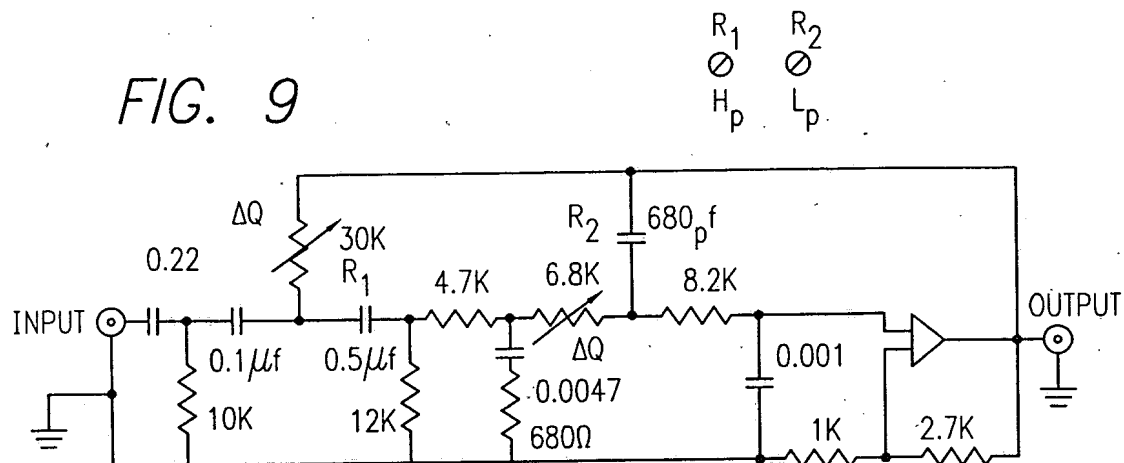 R1 R2
Hp Lp
FIG. 9
ΔQ
30K
R1
R2
680pf
0.22
4.7K
6.8K
8.2K
INPUT
OUTPUT
0.1μf
0.5μf
ΔQ
0.001
10K
12K
0.0047
680Ω
1K
2.7K